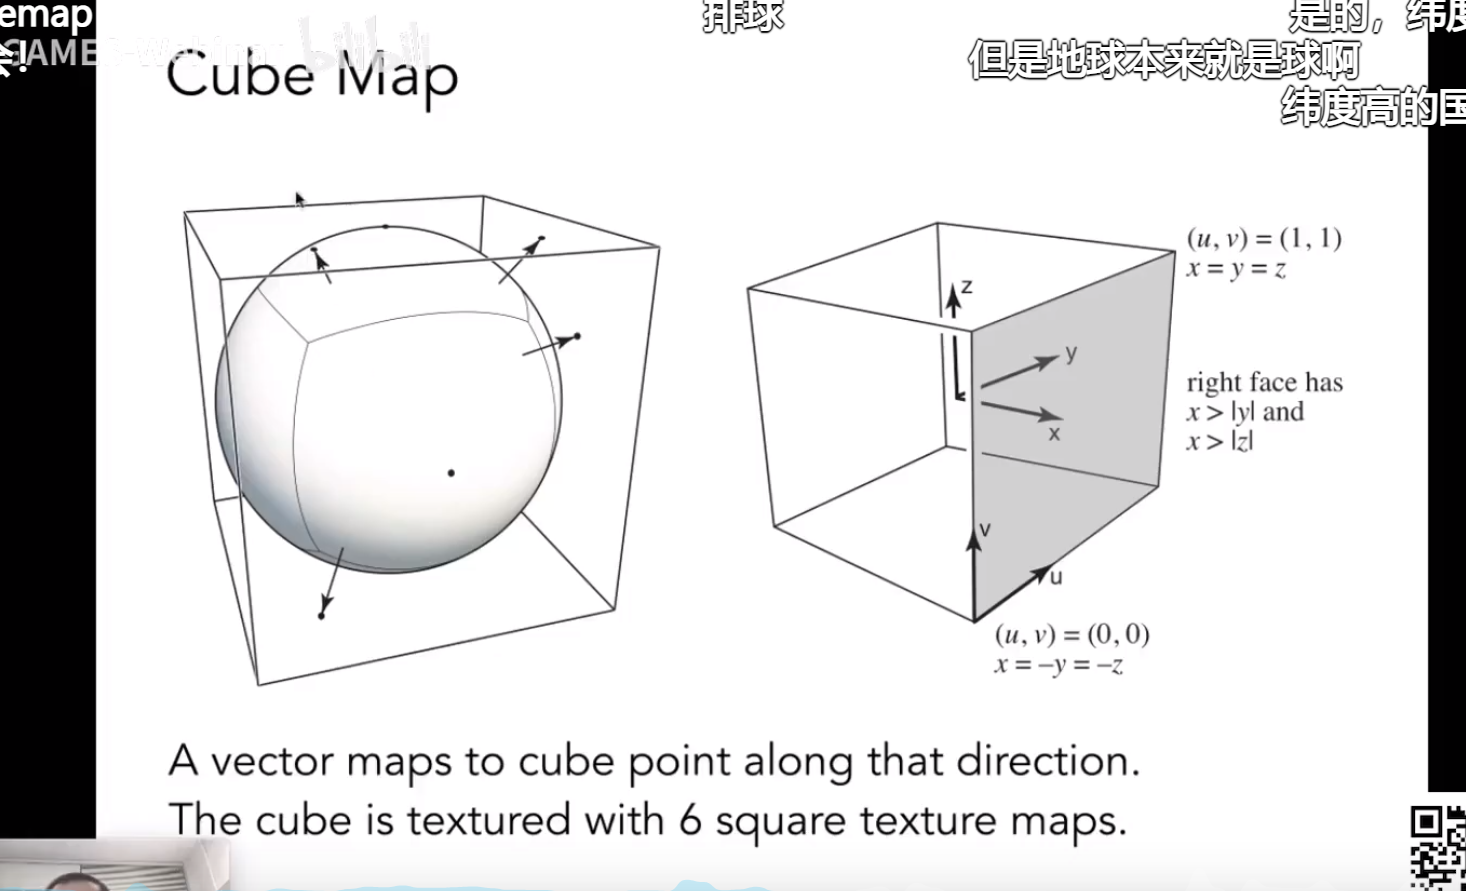 emap
排球
是的，纬度
GAMES-Webinar
bilibili
会!
但是地球本来就是球啊
纬度高的国
Cube Map
(u, v) = (1, 1)
x = y = z
z
y
x
right face has
x > |y| and
x > |z|
v
u
(u, v) = (0, 0)
x = –y = –z
A vector maps to cube point along that direction.
The cube is textured with 6 square texture maps.